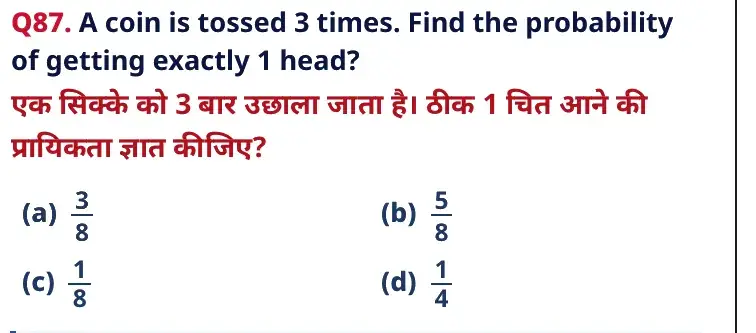 Q87. A coin is tossed 3 times. Find the probability
of getting exactly 1 head?
एक सिक्के को 3 बार उछाला जाता है। ठीक 1 चित आने की
प्रायिकता ज्ञात कीजिए?
(a) 3/8 (b) 5/8
(c) 1/8 (d) 1/4